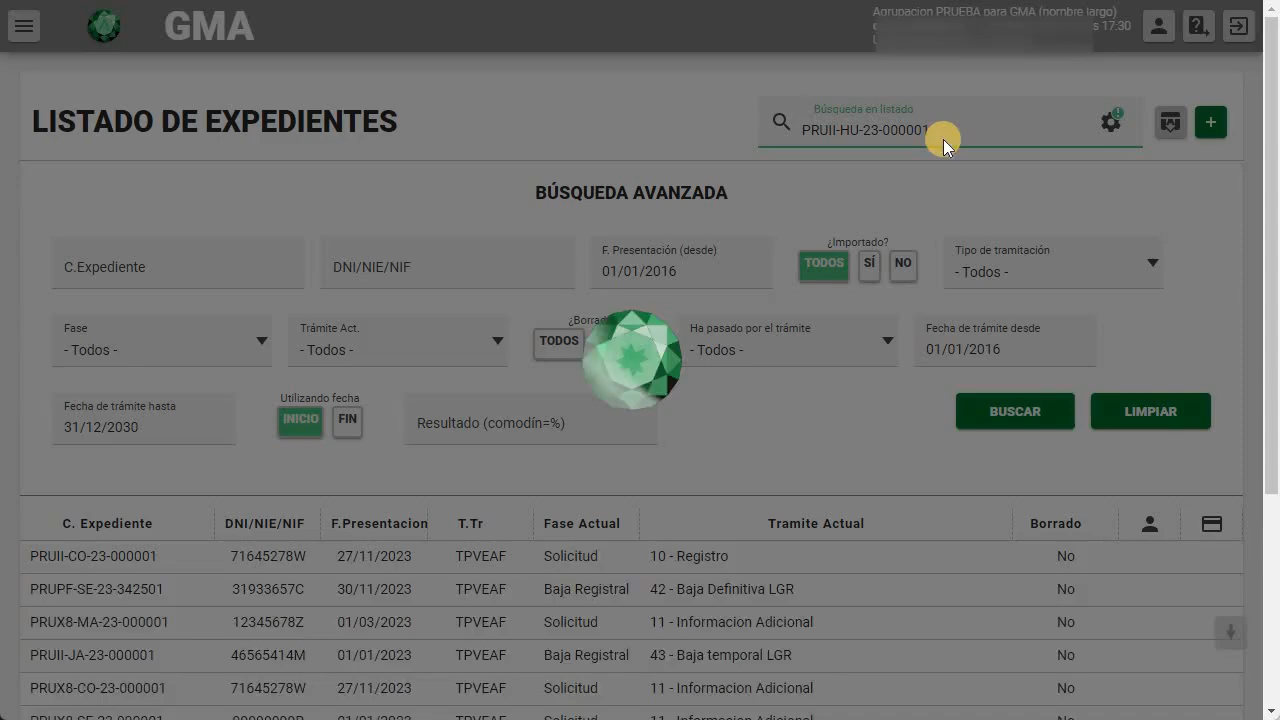 GMA
Agrupacion PRUEBA para GMA (nombre largo)
s 17:30
LISTADO DE EXPEDIENTES
Búsqueda en listado
PRUII-HU-23-000001
BÚSQUEDA AVANZADA
C.Expediente
DNI/NIE/NIF
F. Presentación (desde)
01/01/2016
¿Importado?
TODOS SÍ NO
Tipo de tramitación
- Todos -
Fase
- Todos -
Trámite Act.
- Todos -
TODOS
Ha pasado por el trámite
- Todos -
Fecha de trámite desde
01/01/2016
Fecha de trámite hasta
31/12/2030
Utilizando fecha
INICIO FIN
Resultado (comodín=%)
BUSCAR
LIMPIAR
C. Expediente DNI/NIE/NIF F.Presentacion T.Tr Fase Actual Tramite Actual Borrado
PRUII-CO-23-000001 71645278W 27/11/2023 TPVEAF Solicitud 10 - Registro No
PRUPF-SE-23-342501 31933657C 30/11/2023 TPVEAF Baja Registral 42 - Baja Definitiva LGR No
PRUX8-MA-23-000001 12345678Z 01/03/2023 TPVEAF Solicitud 11 - Informacion Adicional No
PRUII-JA-23-000001 46565414M 01/01/2023 TPVEAF Baja Registral 43 - Baja temporal LGR No
PRUX8-CO-23-000001 71645278W 27/11/2023 TPVEAF Solicitud 11 - Informacion Adicional No